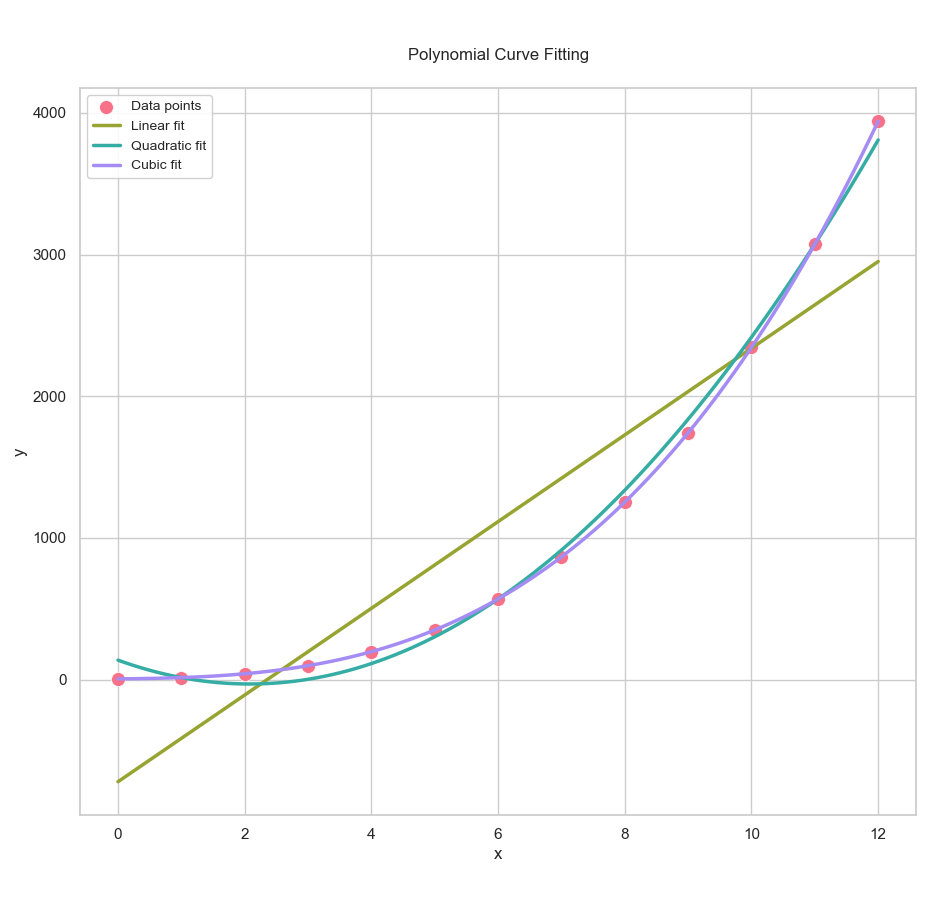 Polynomial Curve Fitting
Data points
Linear fit
Quadratic fit
Cubic fit
4000
3000
2000
1000
0
y
0 2 4 6 8 10 12
x